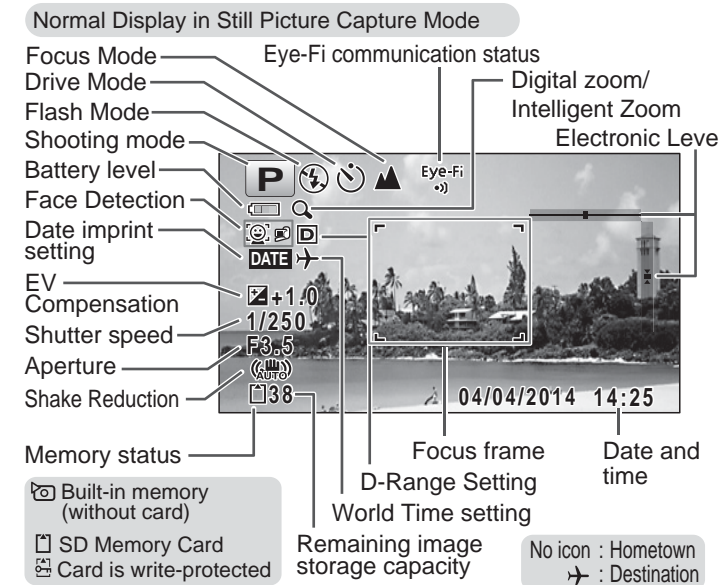 Normal Display in Still Picture Capture Mode
Focus Mode
Eye-Fi communication status
Drive Mode
Digital zoom/
Intelligent Zoom
Flash Mode
Shooting mode
Electronic Leve
Battery level
Face Detection
Date imprint
setting
EV
Compensation
Shutter speed
Aperture
Shake Reduction
P
Eye-Fi
D
DATE
+1.0
1/250
F3.5
AUTO
38
04/04/2014 14:25
Memory status
Focus frame
Date and
time
D-Range Setting
World Time setting
Remaining image
storage capacity
Built-in memory
(without card)
SD Memory Card
Card is write-protected
No icon : Hometown
: Destination